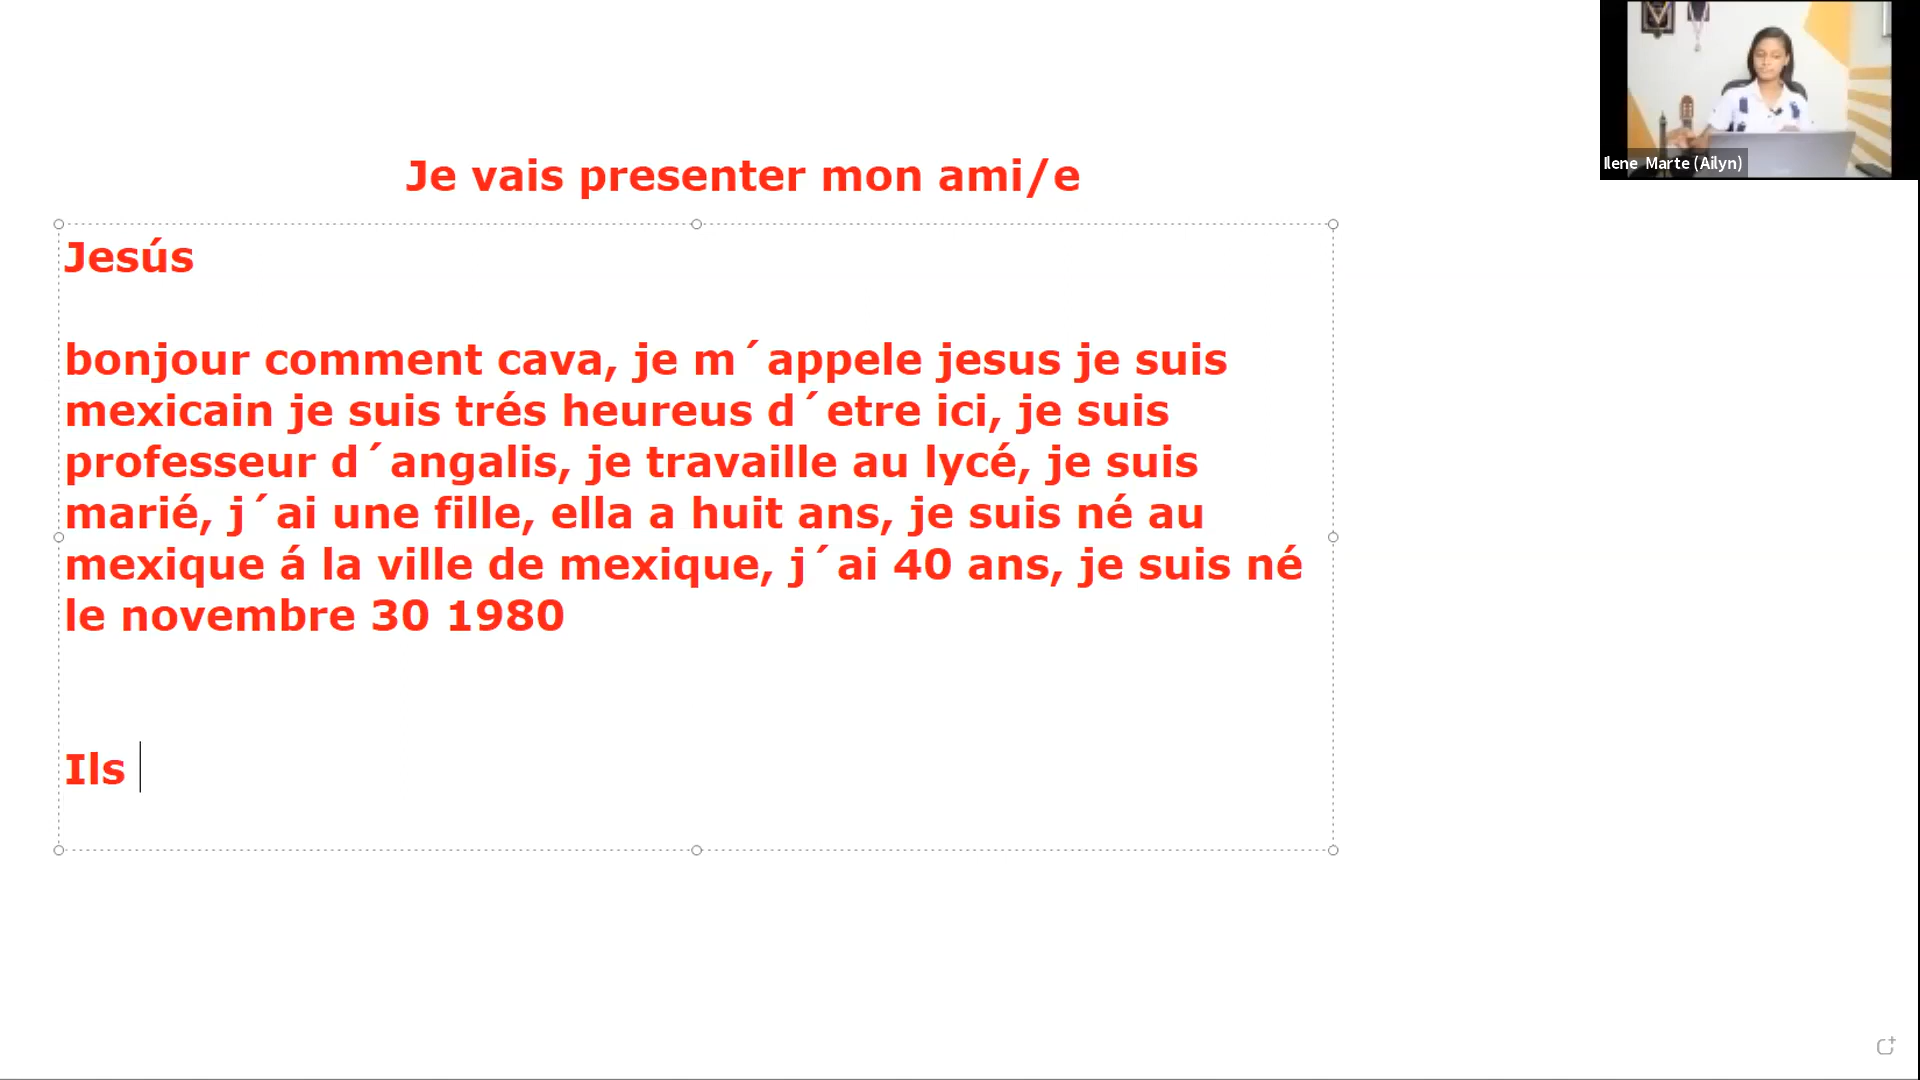 Ilene Marte (Ailyn)
Je vais presenter mon ami/e
Jesús
bonjour comment cava, je m´appele jesus je suis
mexicain je suis trés heureus d´etre ici, je suis
professeur d´angalis, je travaille au lycé, je suis
marié, j´ai une fille, ella a huit ans, je suis né au
mexique á la ville de mexique, j´ai 40 ans, je suis né
le novembre 30 1980
Ils